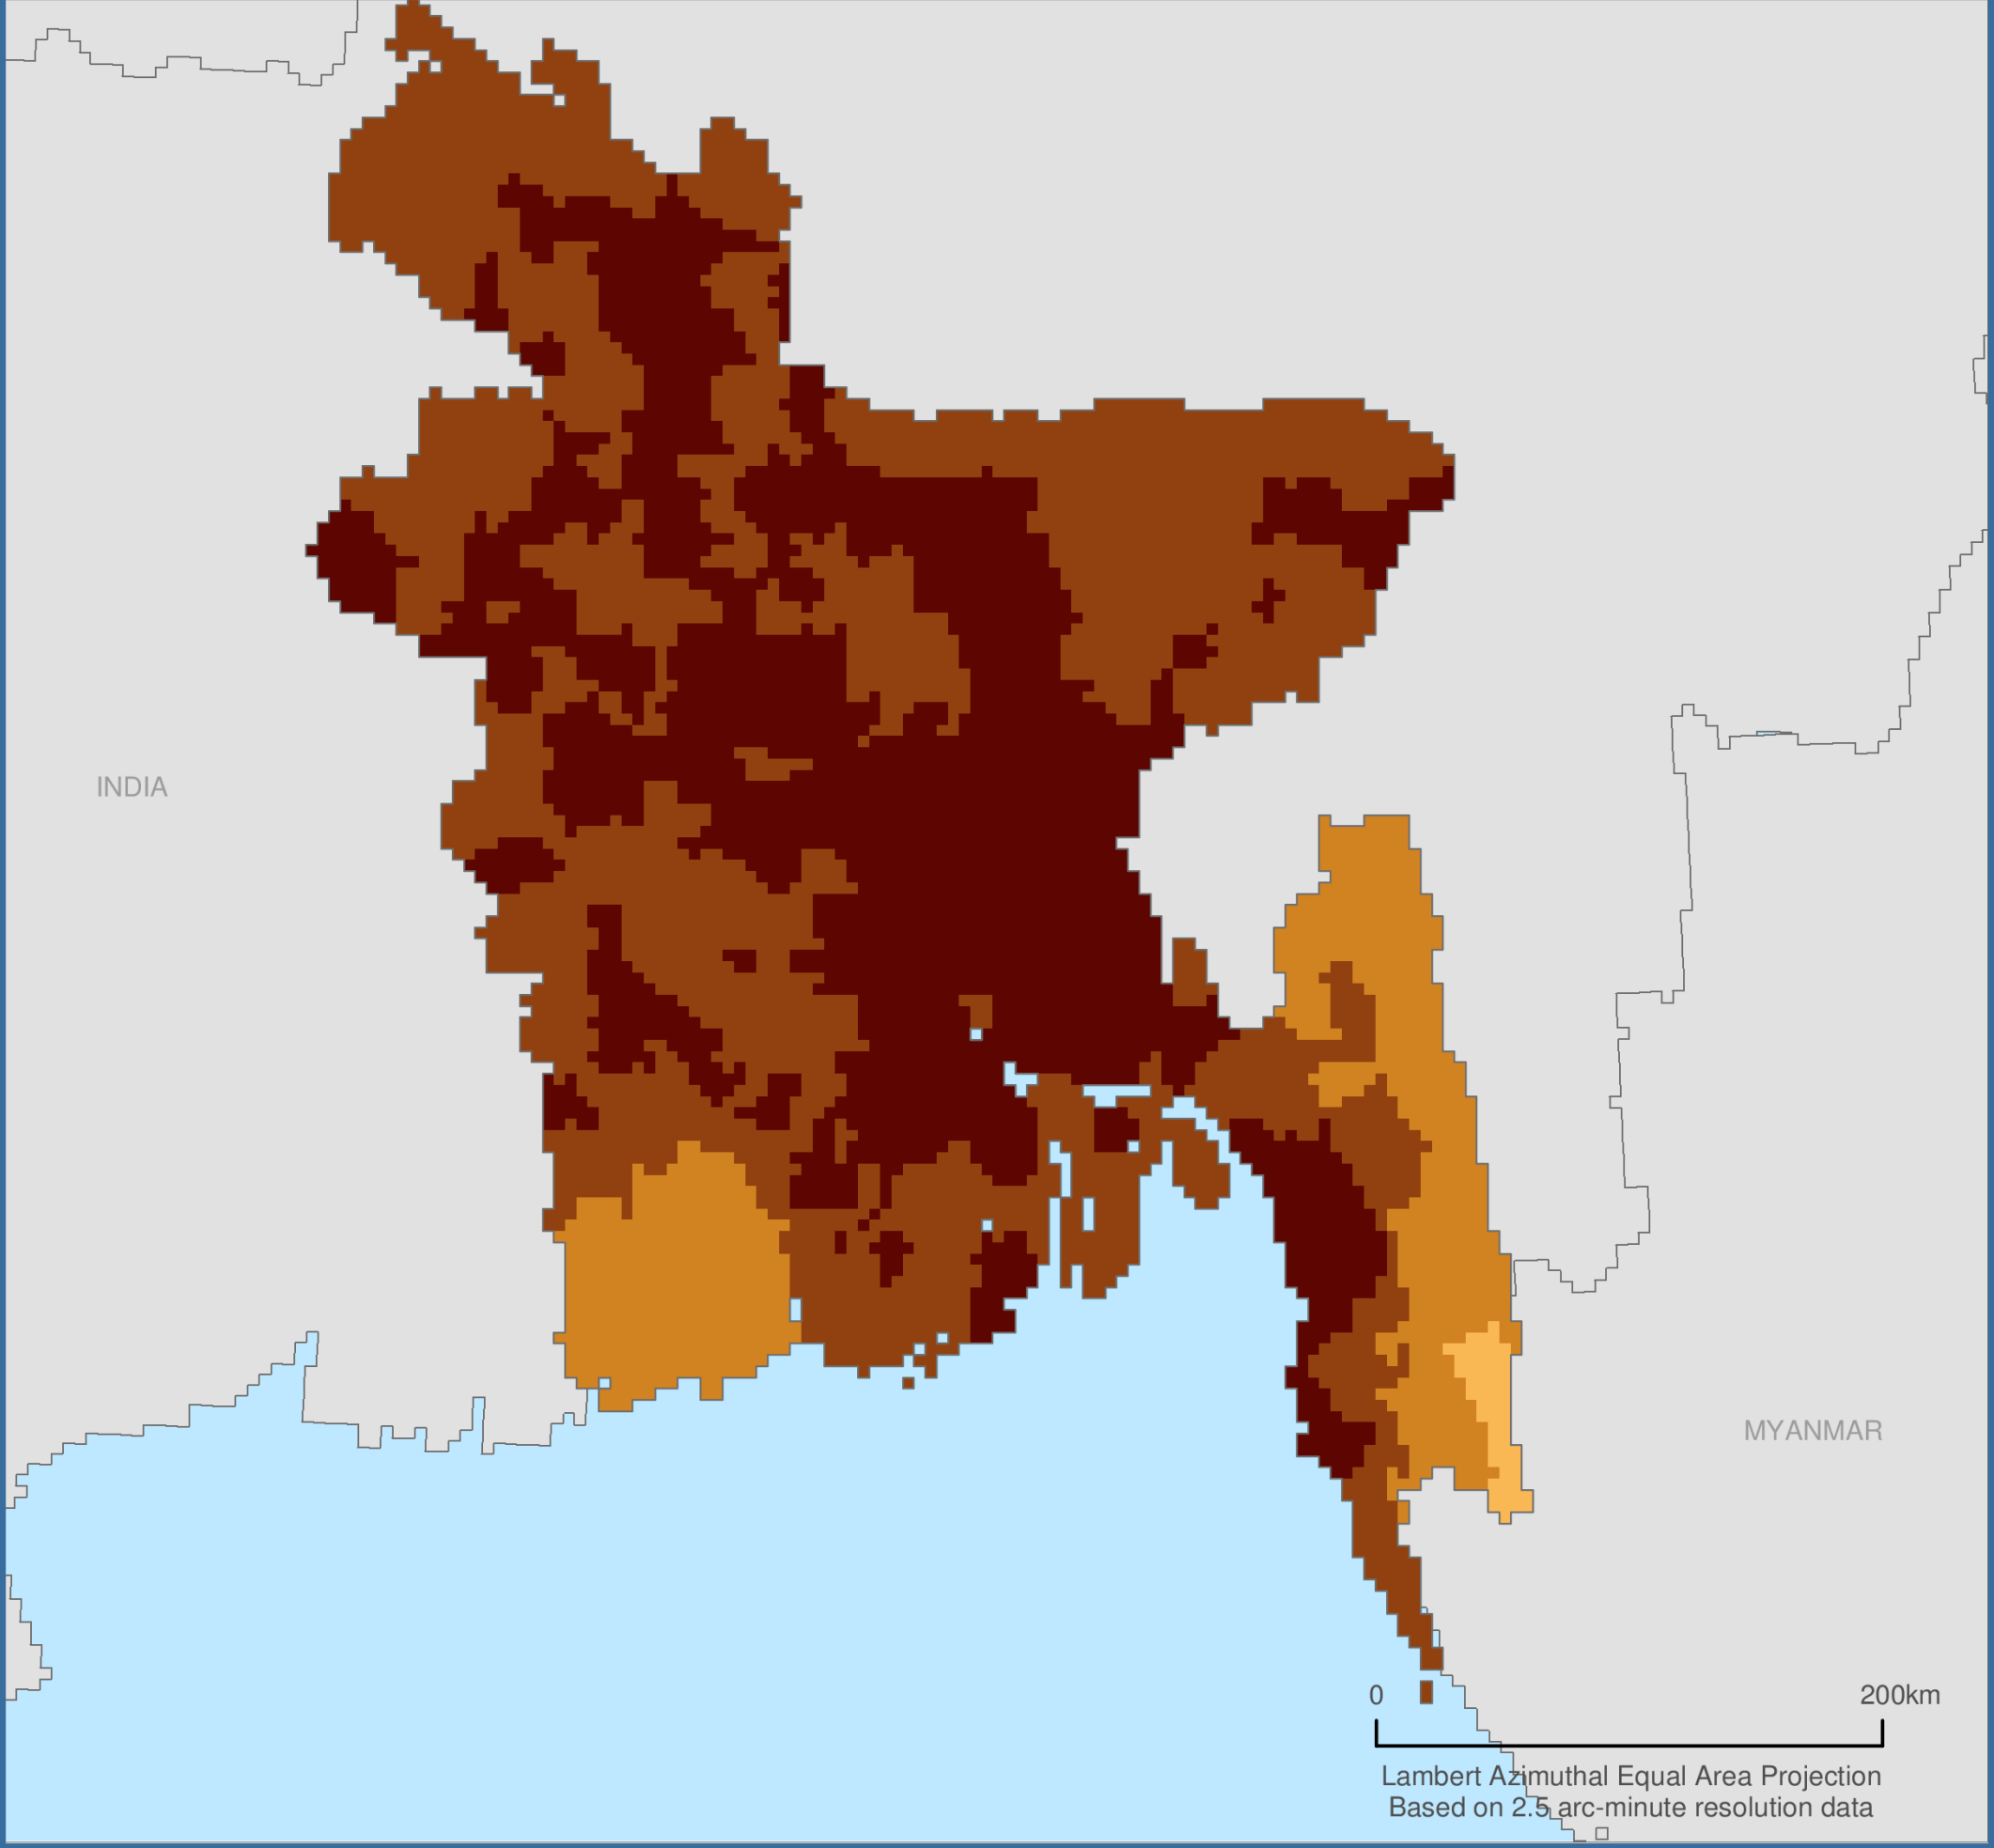 INDIA
MYANMAR
0 200km
Lambert Azimuthal Equal Area Projection
Based on 2.5 arc-minute resolution data